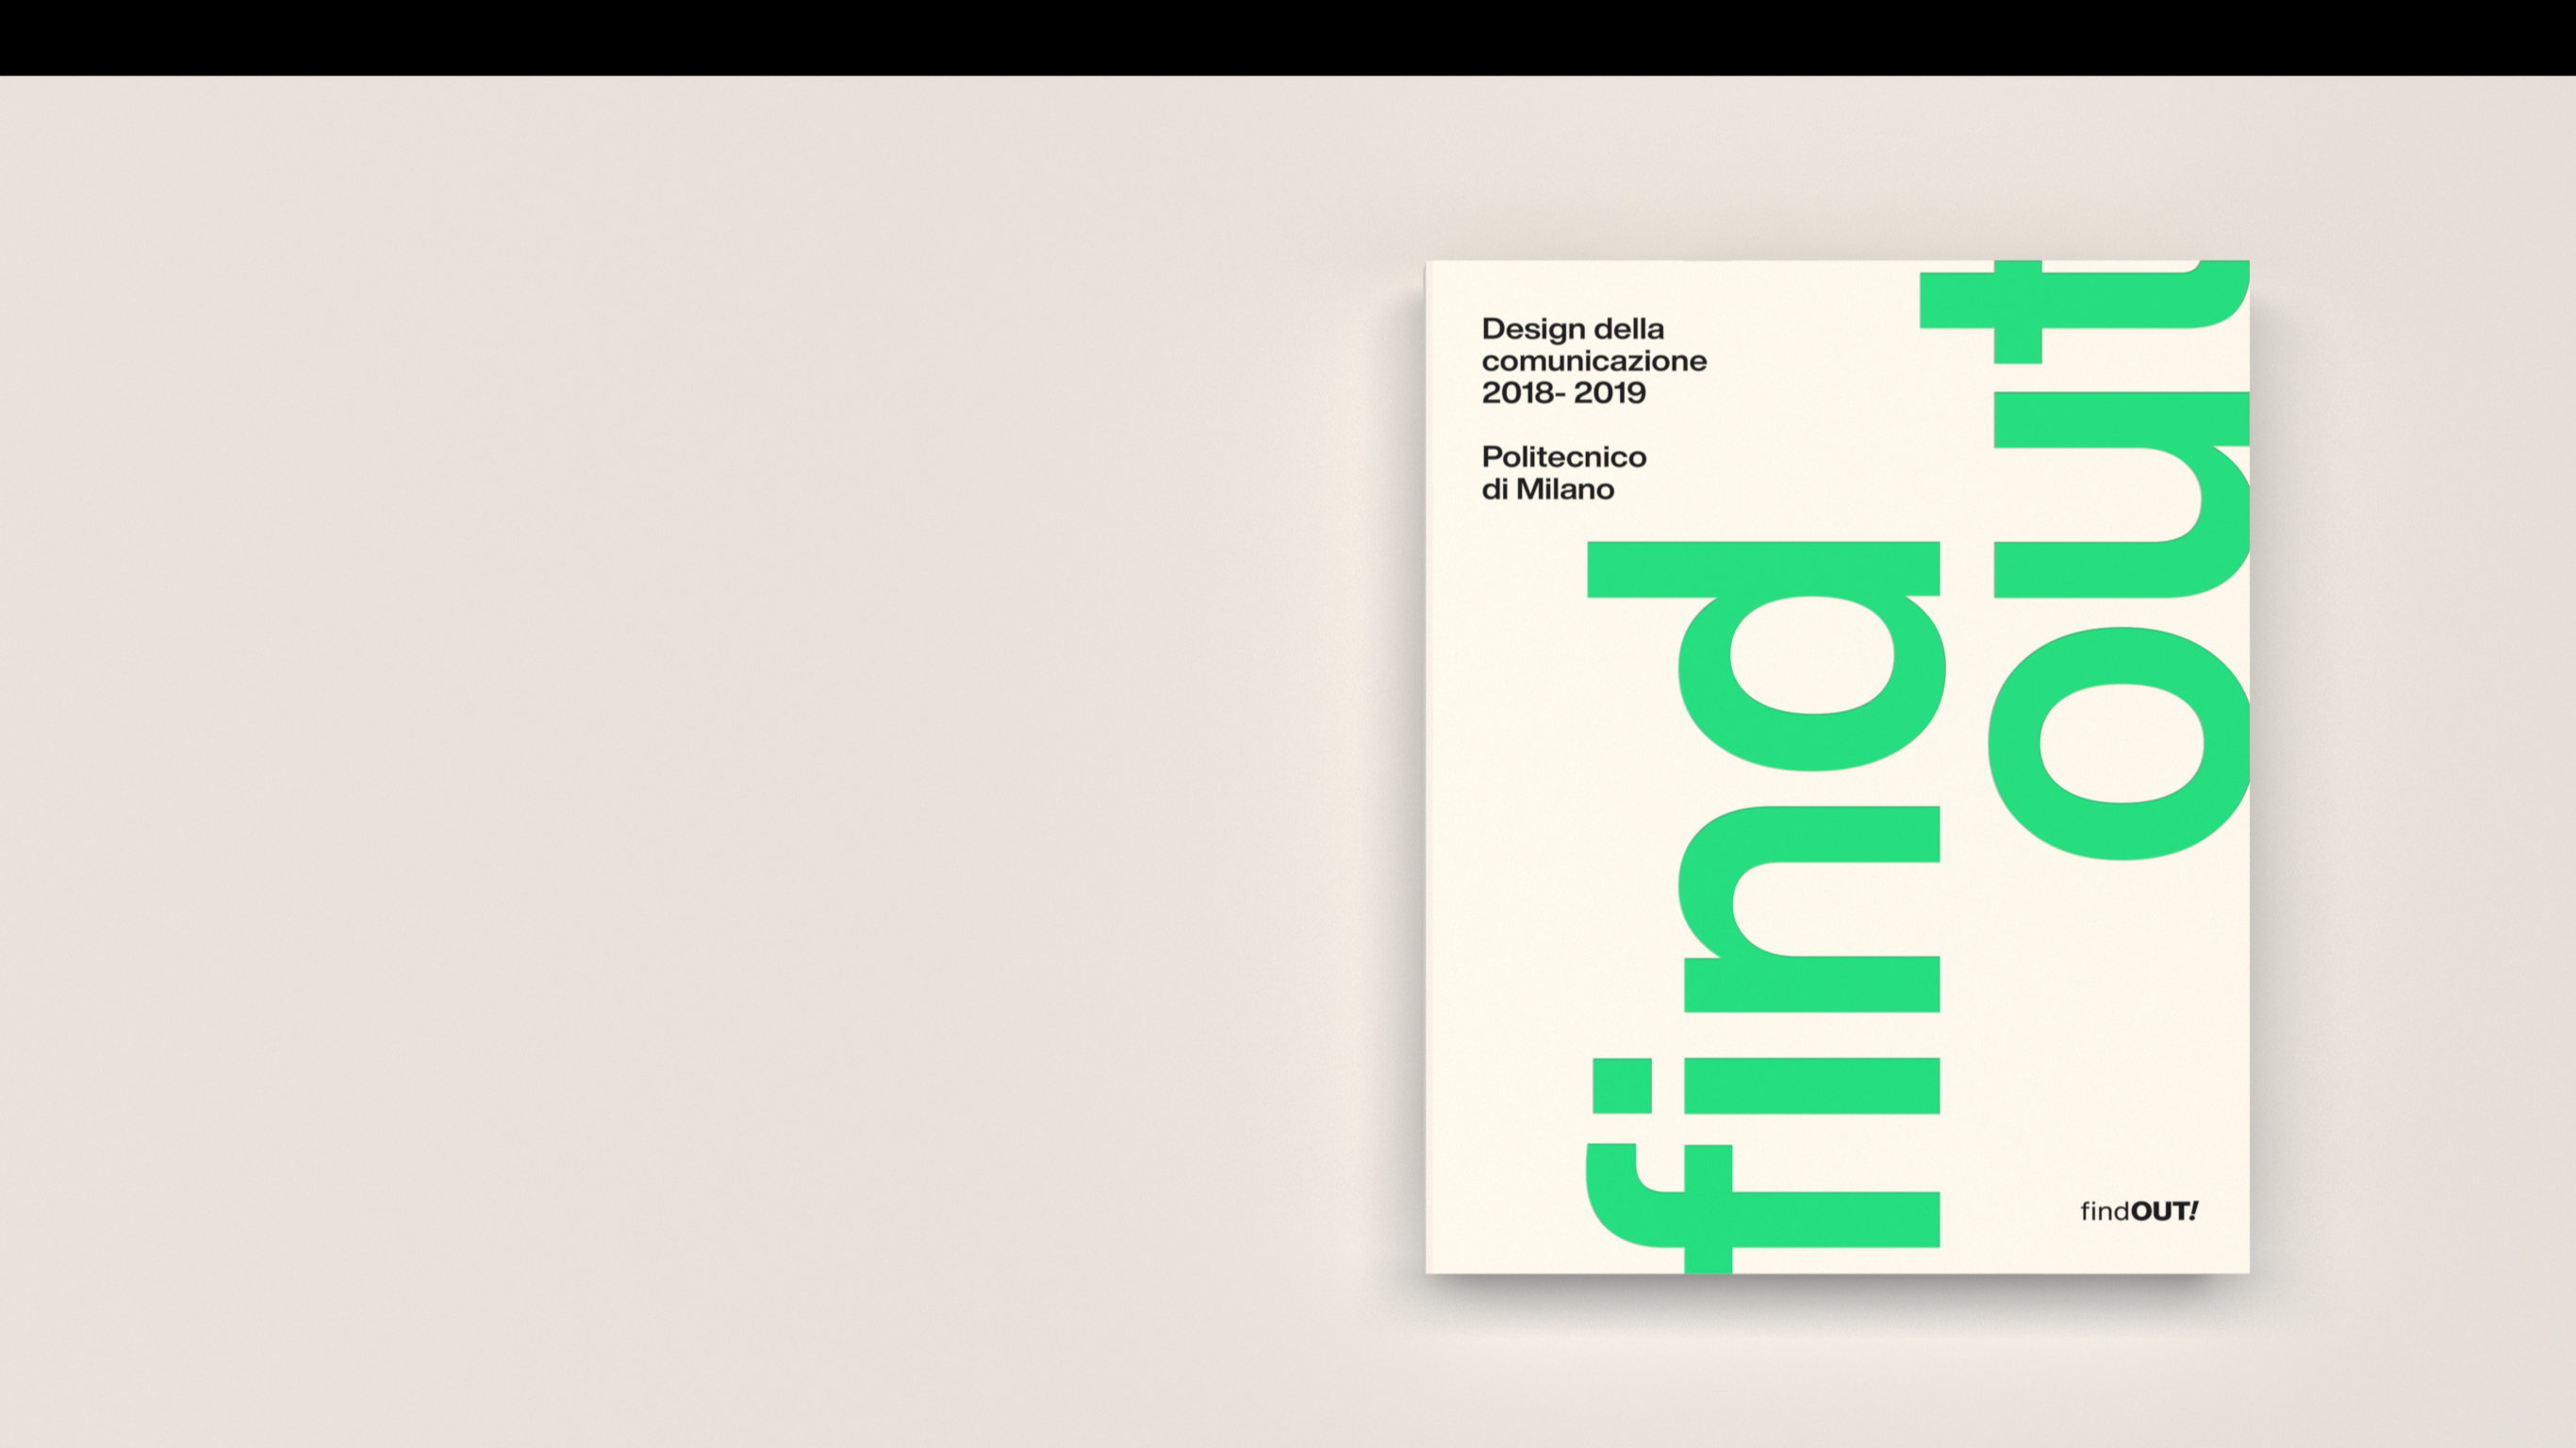 Design della
comunicazione
2018- 2019
Politecnico
di Milano
find
out
findOUT!